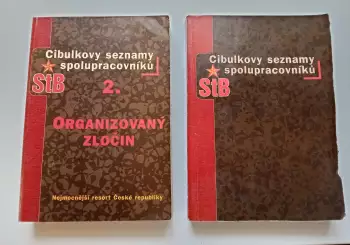 Cibulkovy seznamy
spolupracovníků
StB
2.
ORGANIZOVANÝ
ZLOČIN
Nejmocnější resort České republiky
Cibulkovy seznamy
spolupracovníků
StB